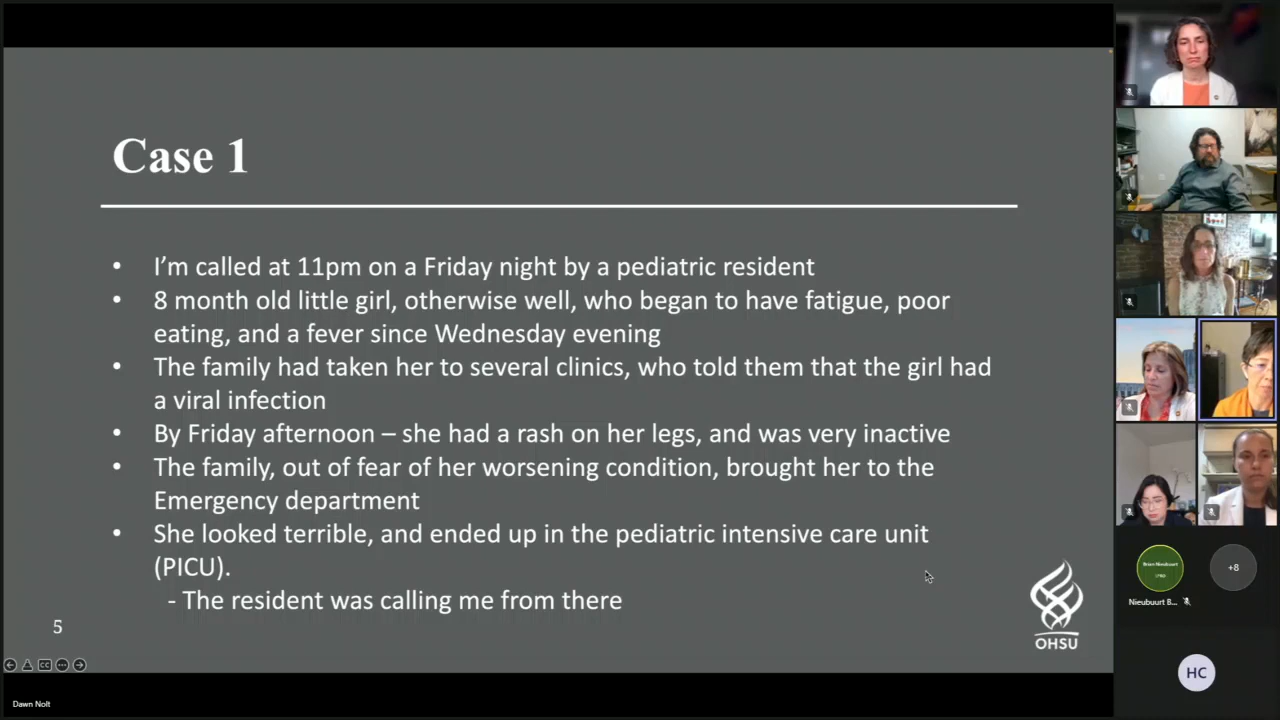 Case 1
• I’m called at 11pm on a Friday night by a pediatric resident
• 8 month old little girl, otherwise well, who began to have fatigue, poor
eating, and a fever since Wednesday evening
• The family had taken her to several clinics, who told them that the girl had
a viral infection
• By Friday afternoon – she had a rash on her legs, and was very inactive
• The family, out of fear of her worsening condition, brought her to the
Emergency department
• She looked terrible, and ended up in the pediatric intensive care unit
(PICU).
- The resident was calling me from there
5
OHSU
CC
Dawn Nolt
Brian Nieubuurt
Nieubuurt B...
+8
HC